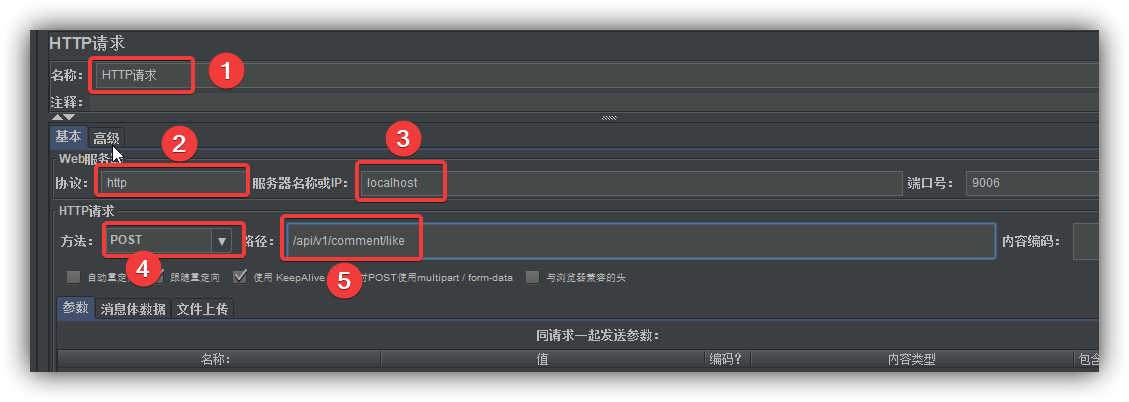 HTTP请求
名称： HTTP请求 1
注释：
基本 高级 2 3
Web服务器
协议： http 服务器名称或IP： localhost 端口号： 9006
HTTP请求
方法： POST 路径： /api/v1/comment/like 内容编码：
4 5
自动重定 跟随重定向 使用 KeepAlive 对POST使用multipart / form-data 与浏览器兼容的头
参数 消息体数据 文件上传
同请求一起发送参数：
名称： 值 编码？ 内容类型 包含